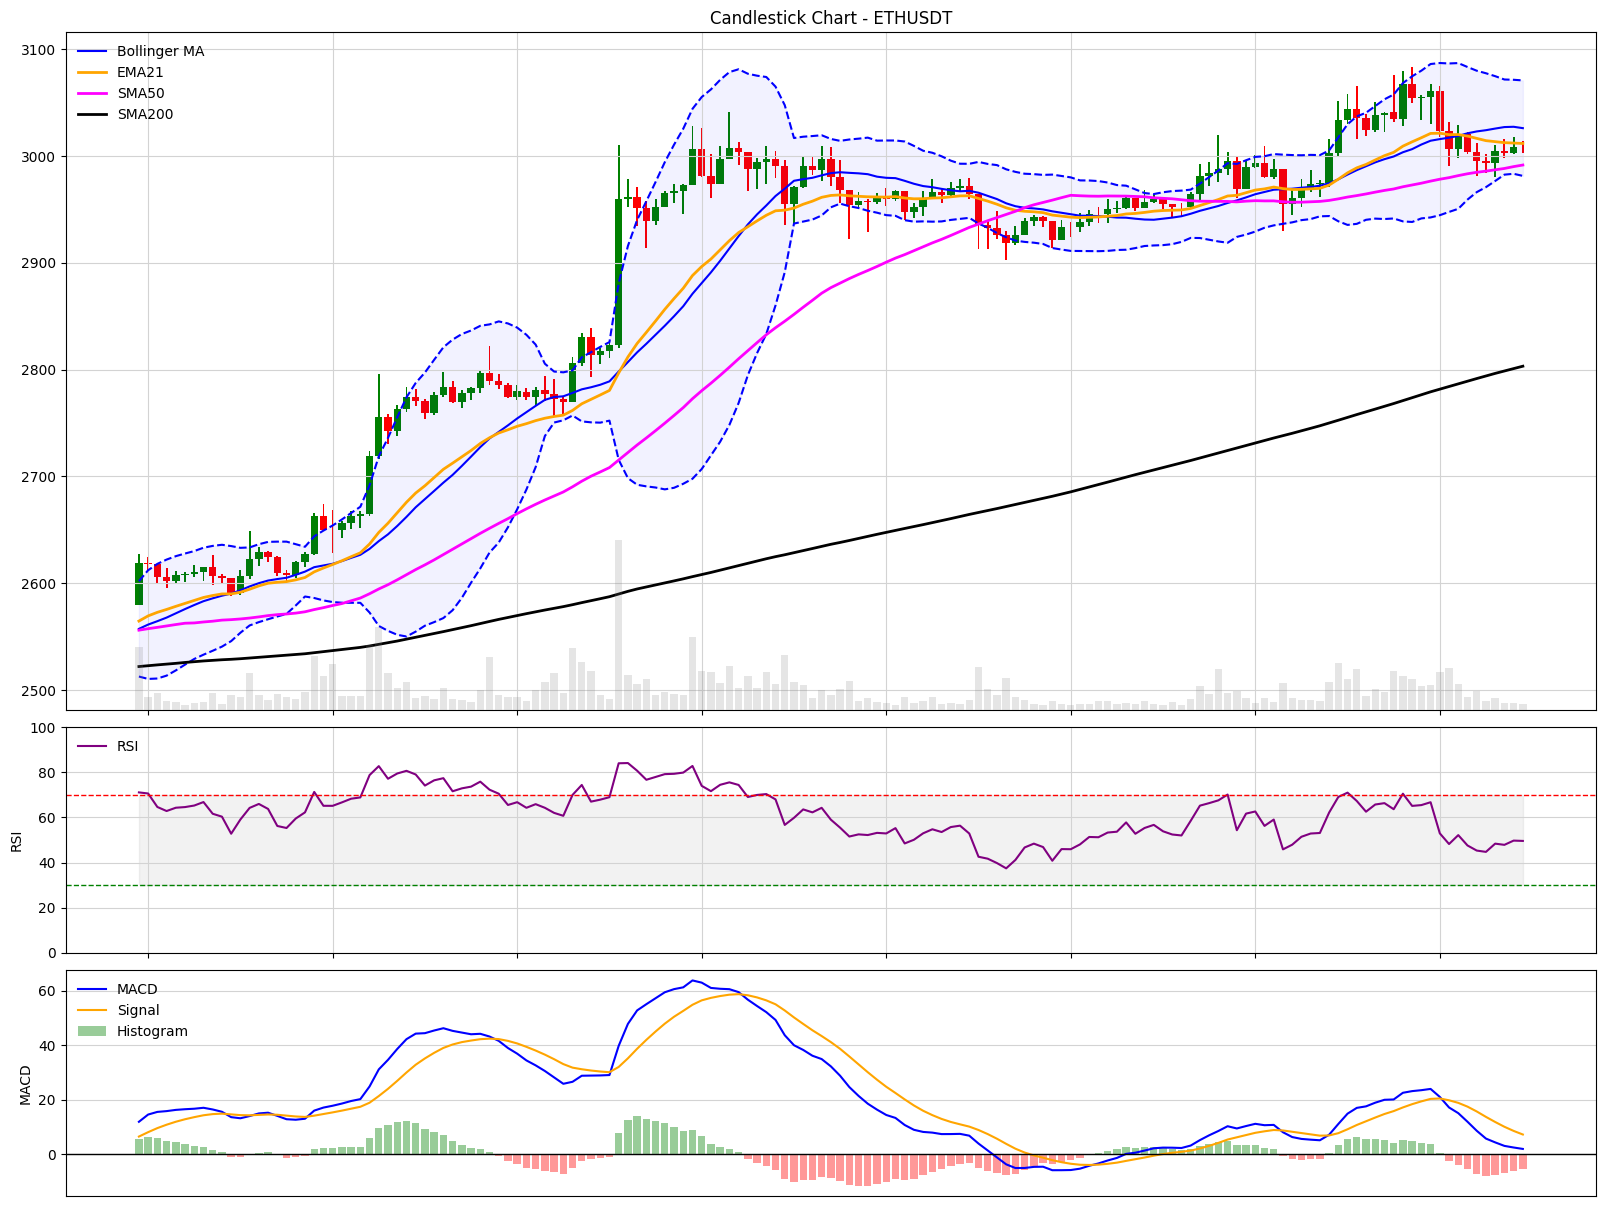 Candlestick Chart - ETHUSDT
Bollinger MA
EMA21
SMA50
SMA200
3100
3000
2900
2800
2700
2600
2500
RSI
RSI
100
80
60
40
20
0
MACD
Signal
Histogram
MACD
60
40
20
0